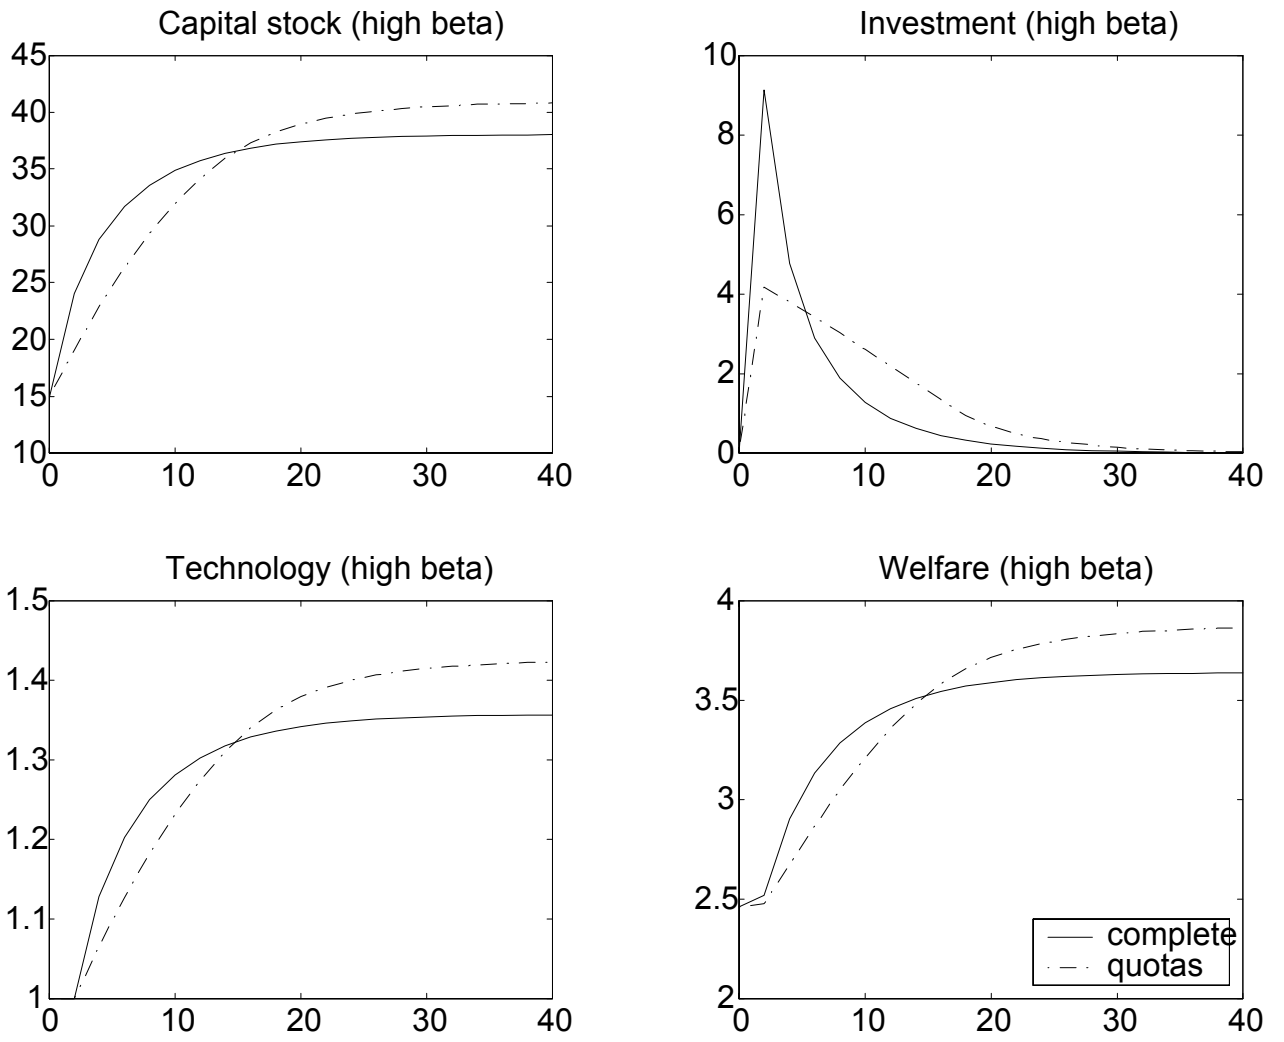 Capital stock (high beta)
45
40
35
30
25
20
15
10
0 10 20 30 40
Investment (high beta)
10
8
6
4
2
0
0 10 20 30 40
Technology (high beta)
1.5
1.4
1.3
1.2
1.1
1
0 10 20 30 40
Welfare (high beta)
4
3.5
3
2.5
2
0 10 20 30 40
complete
quotas